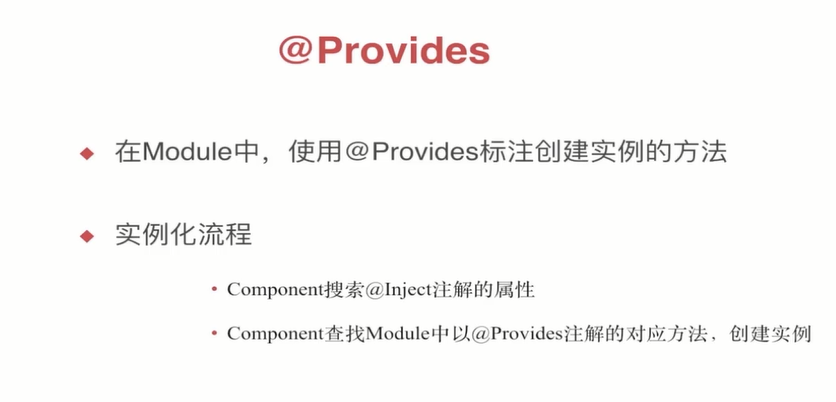 @Provides
在Module中，使用@Provides标注创建实例的方法
实例化流程
Component搜索@Inject注解的属性
Component查找Module中以@Provides注解的对应方法，创建实例